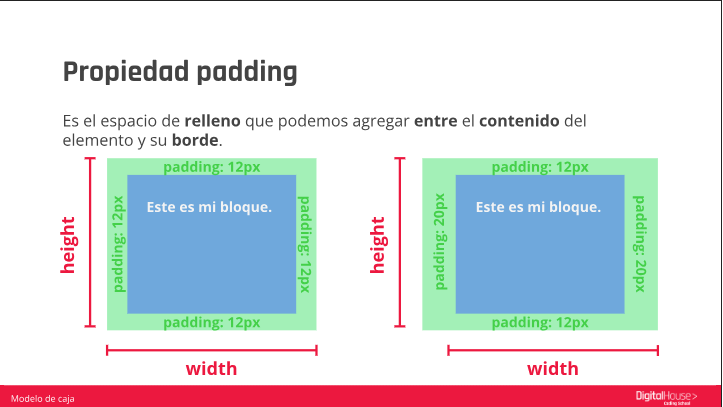 Propiedad padding
Es el espacio de relleno que podemos agregar entre el contenido del
elemento y su borde.
height
padding: 12px
padding: 12px
Este es mi bloque.
padding: 12px
padding: 12px
width
height
padding: 12px
padding: 20px
Este es mi bloque.
padding: 20px
padding: 12px
width
Modelo de caja
DigitalHouse>
Coding School